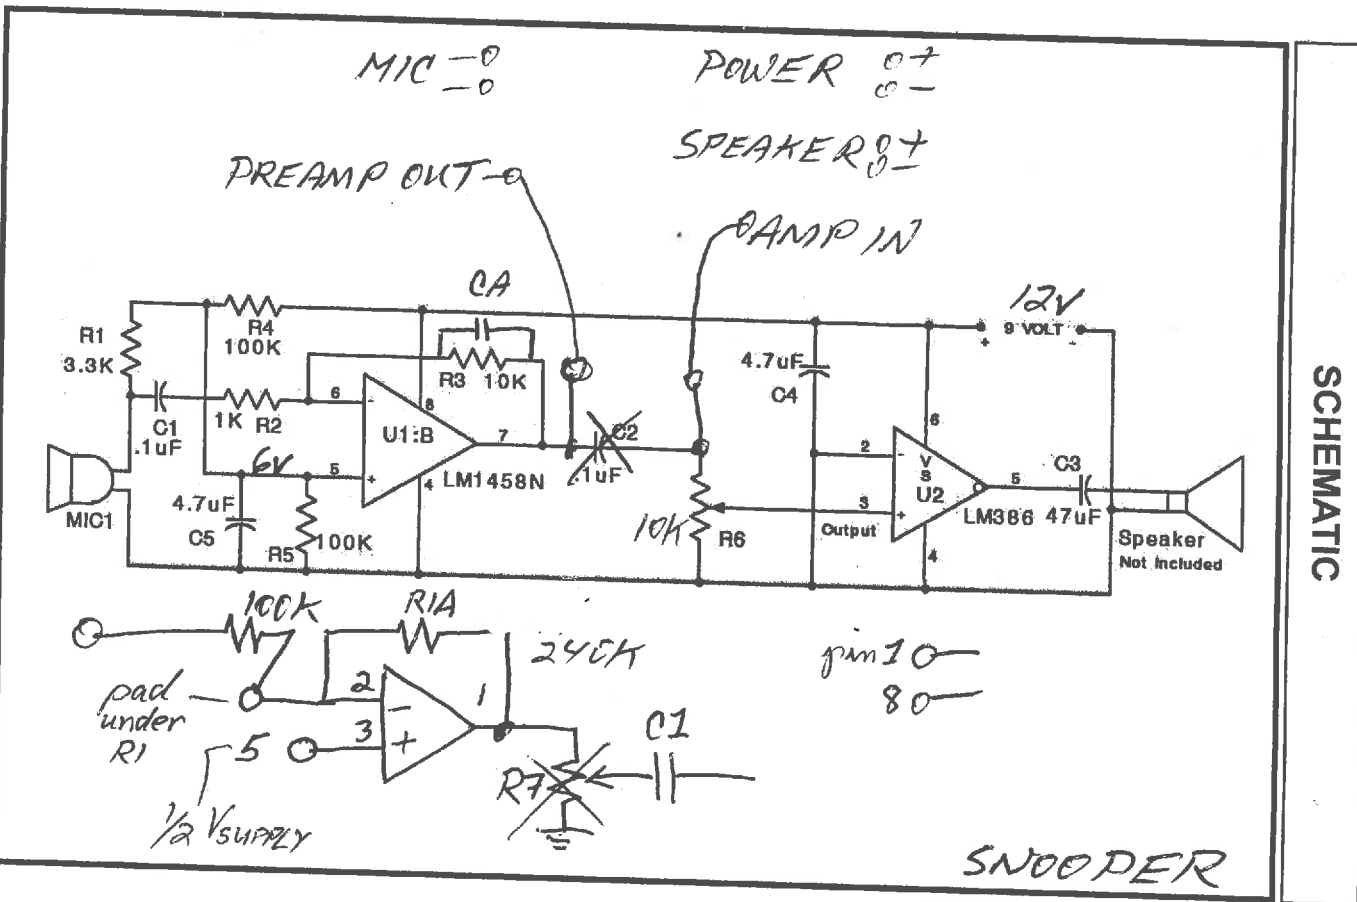 MIC -o
-o
POWER o+
o-
SPEAKER o+
o-
PREAMP OUT
AMP IN
CA
12V
9 VOLT
+ -
R1
3.3K
R4
100K
R3 10K
4.7uF
C4
6
-
8
U1:B
7
C2
.1uF
C1
.1uF
1K R2
6V
5
+
4
LM1458N
2
-
6
V
S
U2
5
C3
LM386 47uF
3
+
Output
4
10K R6
MIC1
4.7uF
C5
R5 100K
Speaker
Not Included
SCHEMATIC
100K
R1A
240K
pad
under
R1
2
-
1
3
+
5
1/2 VSUPPLY
R7
C1
pin 1
8
SNOOPER